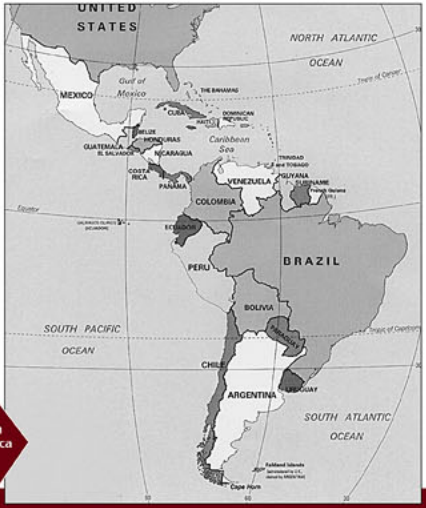 UNITED
STATES
NORTH ATLANTIC
OCEAN
Gulf of
Mexico
MEXICO
THE BAHAMAS
Tropic of Cancer
CUBA
DOMINICAN
REPUBLIC
HAITI
BELIZE
HONDURAS
Caribbean
Sea
GUATEMALA
EL SALVADOR
NICARAGUA
COSTA
RICA
PANAMA
TRINIDAD
and TOBAGO
VENEZUELA
GUYANA
SURINAME
French Guiana
COLOMBIA
Equator
GALAPAGOS ISLANDS
(ECUADOR)
ECUADOR
PERU
BRAZIL
BOLIVIA
SOUTH PACIFIC
OCEAN
PARAGUAY
Tropic of Capricorn
CHILE
ARGENTINA
URUGUAY
SOUTH ATLANTIC
OCEAN
Falkland Islands
Cape Horn